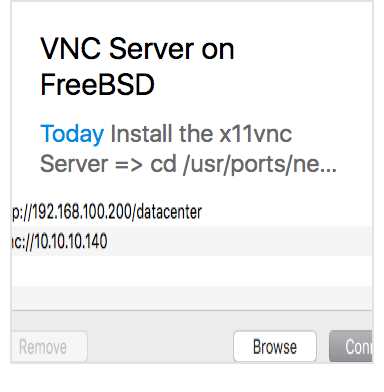 VNC Server on
FreeBSD
Today Install the x11vnc
Server => cd /usr/ports/ne...
p://192.168.100.200/datacenter
nc://10.10.10.140
Remove
Browse
Conn